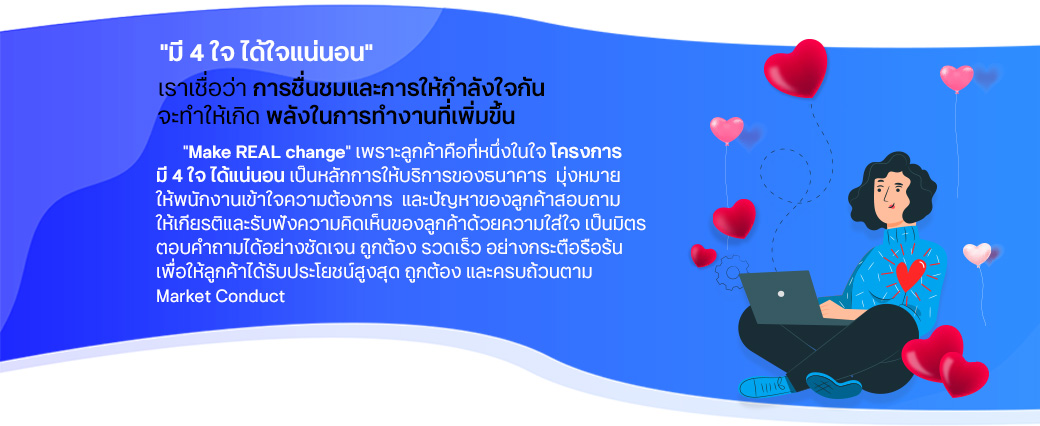 "มี 4 ใจ ได้ใจแน่นอน"
เราเชื่อว่า การชื่นชมและการให้กำลังใจกัน
จะทำให้เกิด พลังในการทำงานที่เพิ่มขึ้น
"Make REAL change" เพราะลูกค้าคือที่หนึ่งในใจ โครงการ
มี 4 ใจ ได้แน่นอน เป็นหลักการให้บริการของธนาคาร มุ่งหมาย
ให้พนักงานเข้าใจความต้องการ และปัญหาของลูกค้าสอบถาม
ให้เกียรติและรับฟังความคิดเห็นของลูกค้าด้วยความใส่ใจ เป็นมิตร
ตอบคำถามได้อย่างชัดเจน ถูกต้อง รวดเร็ว อย่างกระตือรือร้น
เพื่อให้ลูกค้าได้รับประโยชน์สูงสุด ถูกต้อง และครบถ้วนตาม
Market Conduct